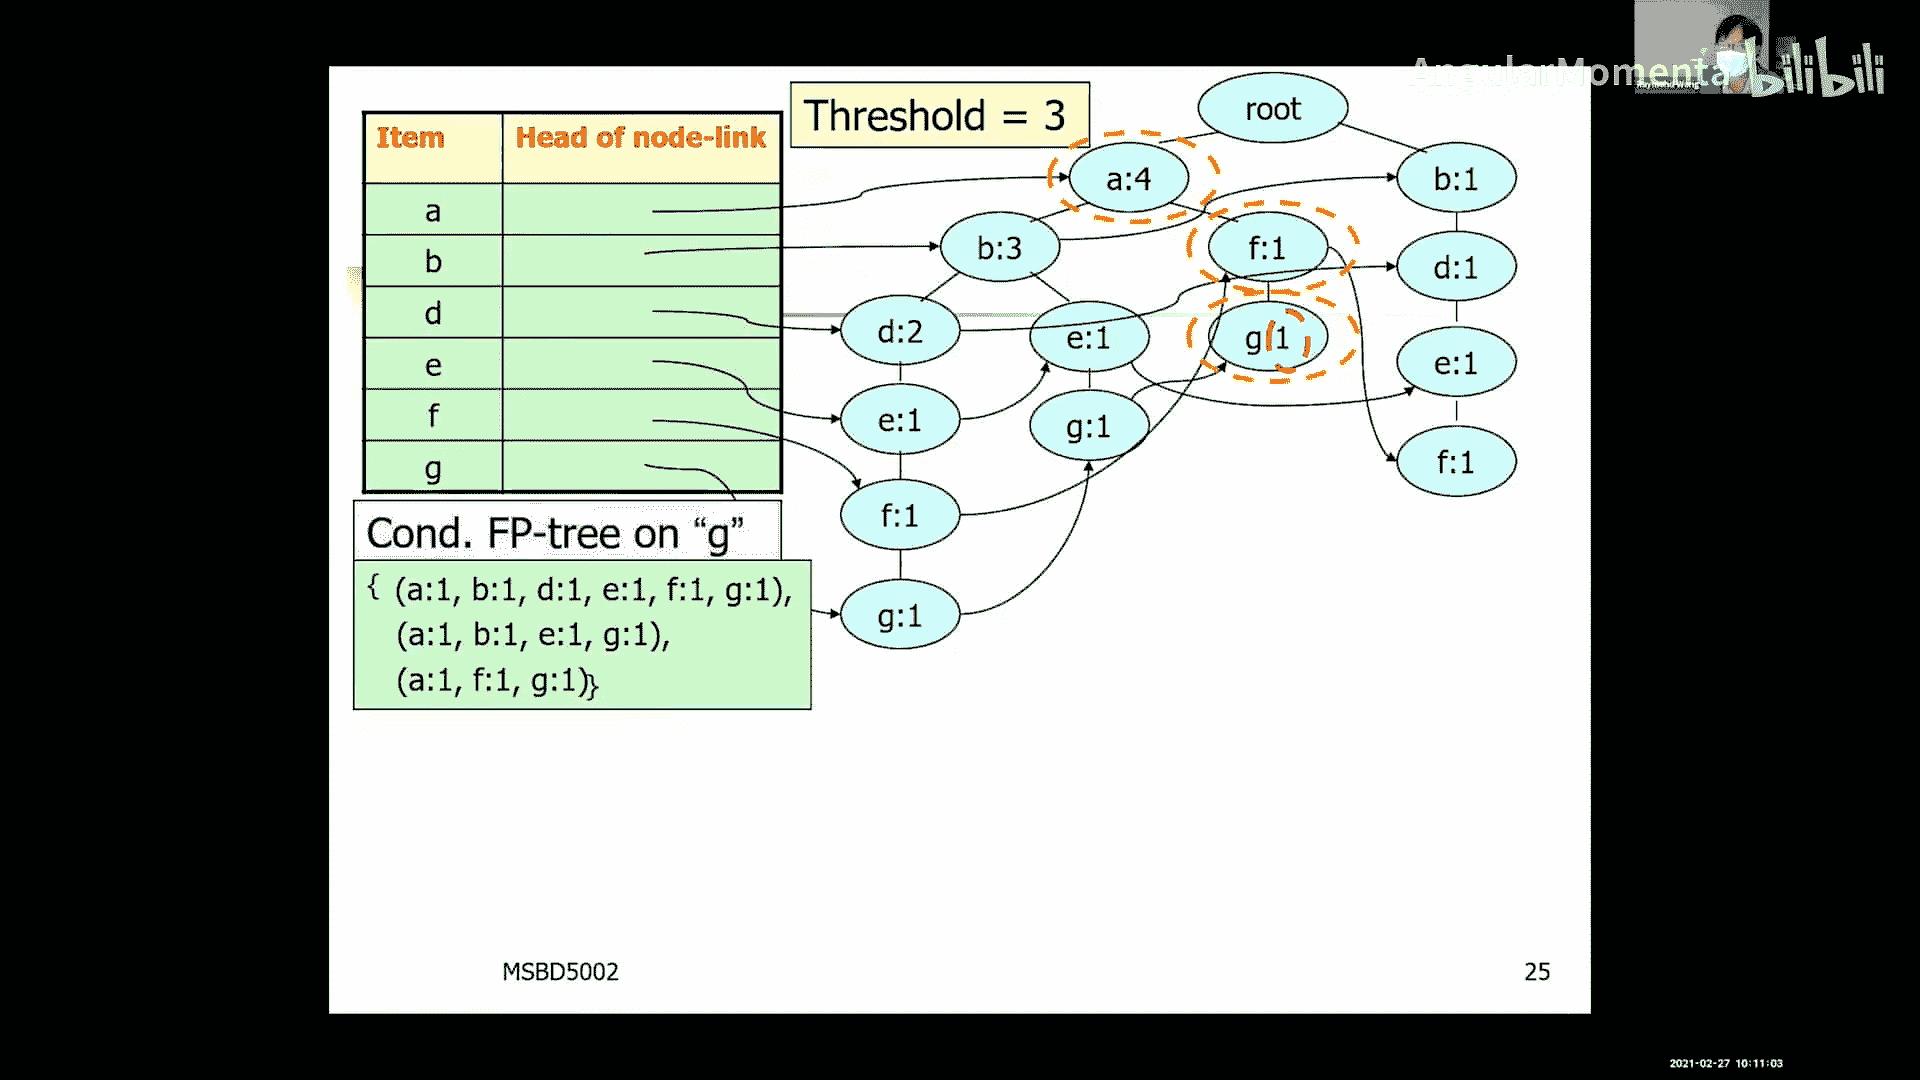 AngularMomenta
bilibili
Threshold = 3
root
Item Head of node-link
a
b
d
e
f
g
a:4
b:1
b:3
f:1
d:1
d:2
e:1
g:1
e:1
e:1
g:1
f:1
f:1
g:1
Cond. FP-tree on “g”
{ (a:1, b:1, d:1, e:1, f:1, g:1),
(a:1, b:1, e:1, g:1),
(a:1, f:1, g:1)}
MSBD5002
25
2021-02-27 10:11:03